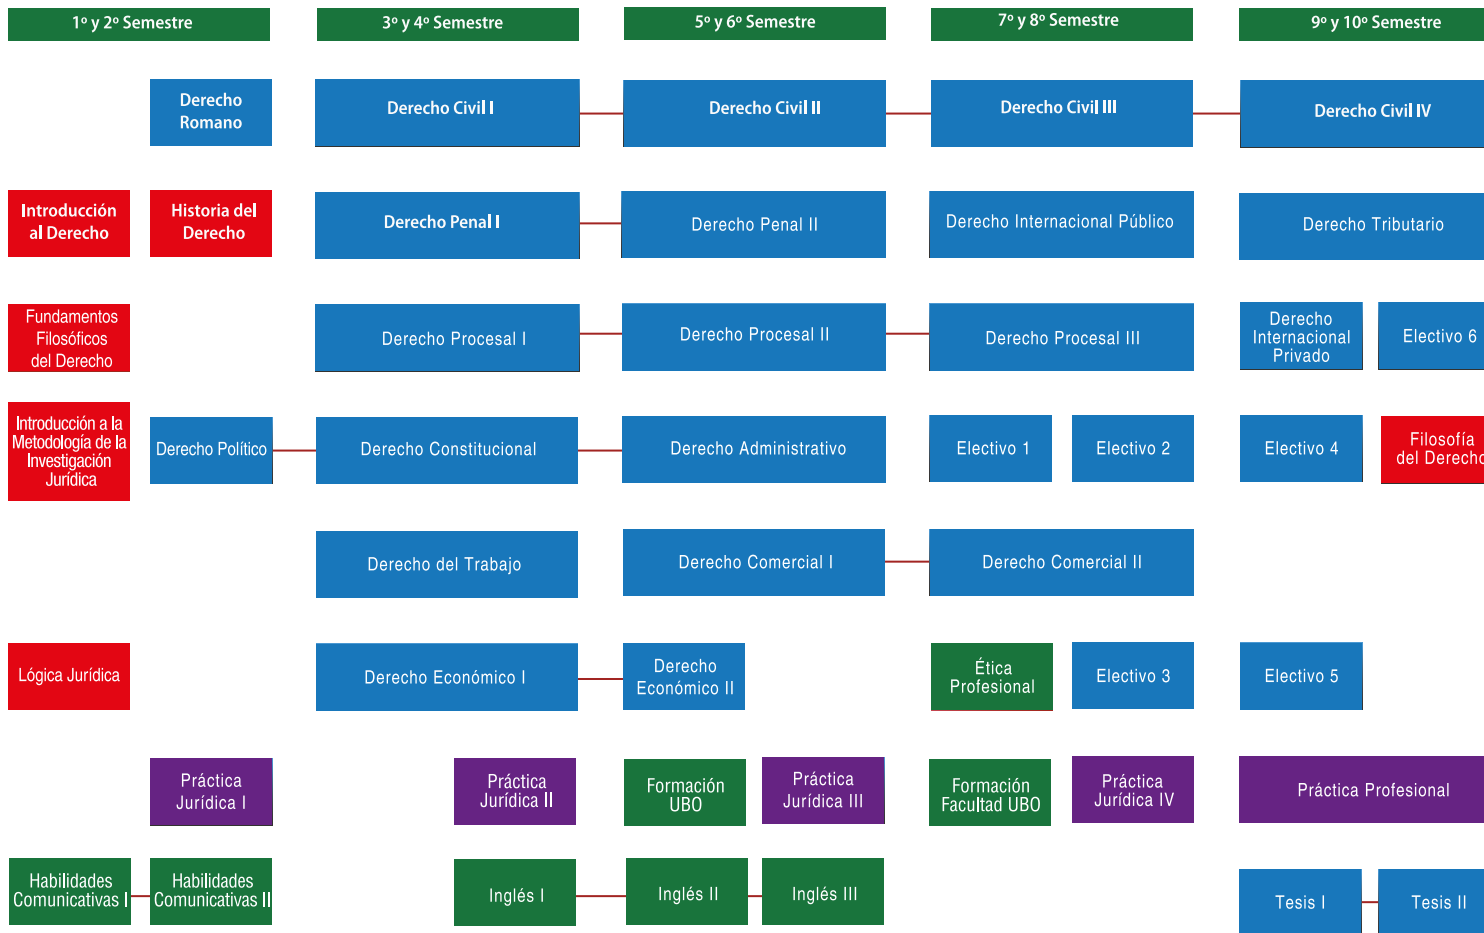 1º y 2º Semestre
3º y 4º Semestre
5º y 6º Semestre
7º y 8º Semestre
9º y 10º Semestre
Derecho
Romano
Derecho Civil I
Derecho Civil II
Derecho Civil III
Derecho Civil IV
Introducción
al Derecho
Historia del
Derecho
Derecho Penal I
Derecho Penal II
Derecho Internacional Público
Derecho Tributario
Fundamentos
Filosóficos
del Derecho
Derecho Procesal I
Derecho Procesal II
Derecho Procesal III
Derecho
Internacional
Privado
Electivo 6
Introducción a la
Metodología de la
Investigación
Jurídica
Derecho Político
Derecho Constitucional
Derecho Administrativo
Electivo 1
Electivo 2
Electivo 4
Filosofía
del Derecho
Derecho del Trabajo
Derecho Comercial I
Derecho Comercial II
Lógica Jurídica
Derecho Económico I
Derecho
Económico II
Ética
Profesional
Electivo 3
Electivo 5
Práctica
Jurídica I
Práctica
Jurídica II
Formación
UBO
Práctica
Jurídica III
Formación
Facultad UBO
Práctica
Jurídica IV
Práctica Profesional
Habilidades
Comunicativas I
Habilidades
Comunicativas II
Inglés I
Inglés II
Inglés III
Tesis I
Tesis II